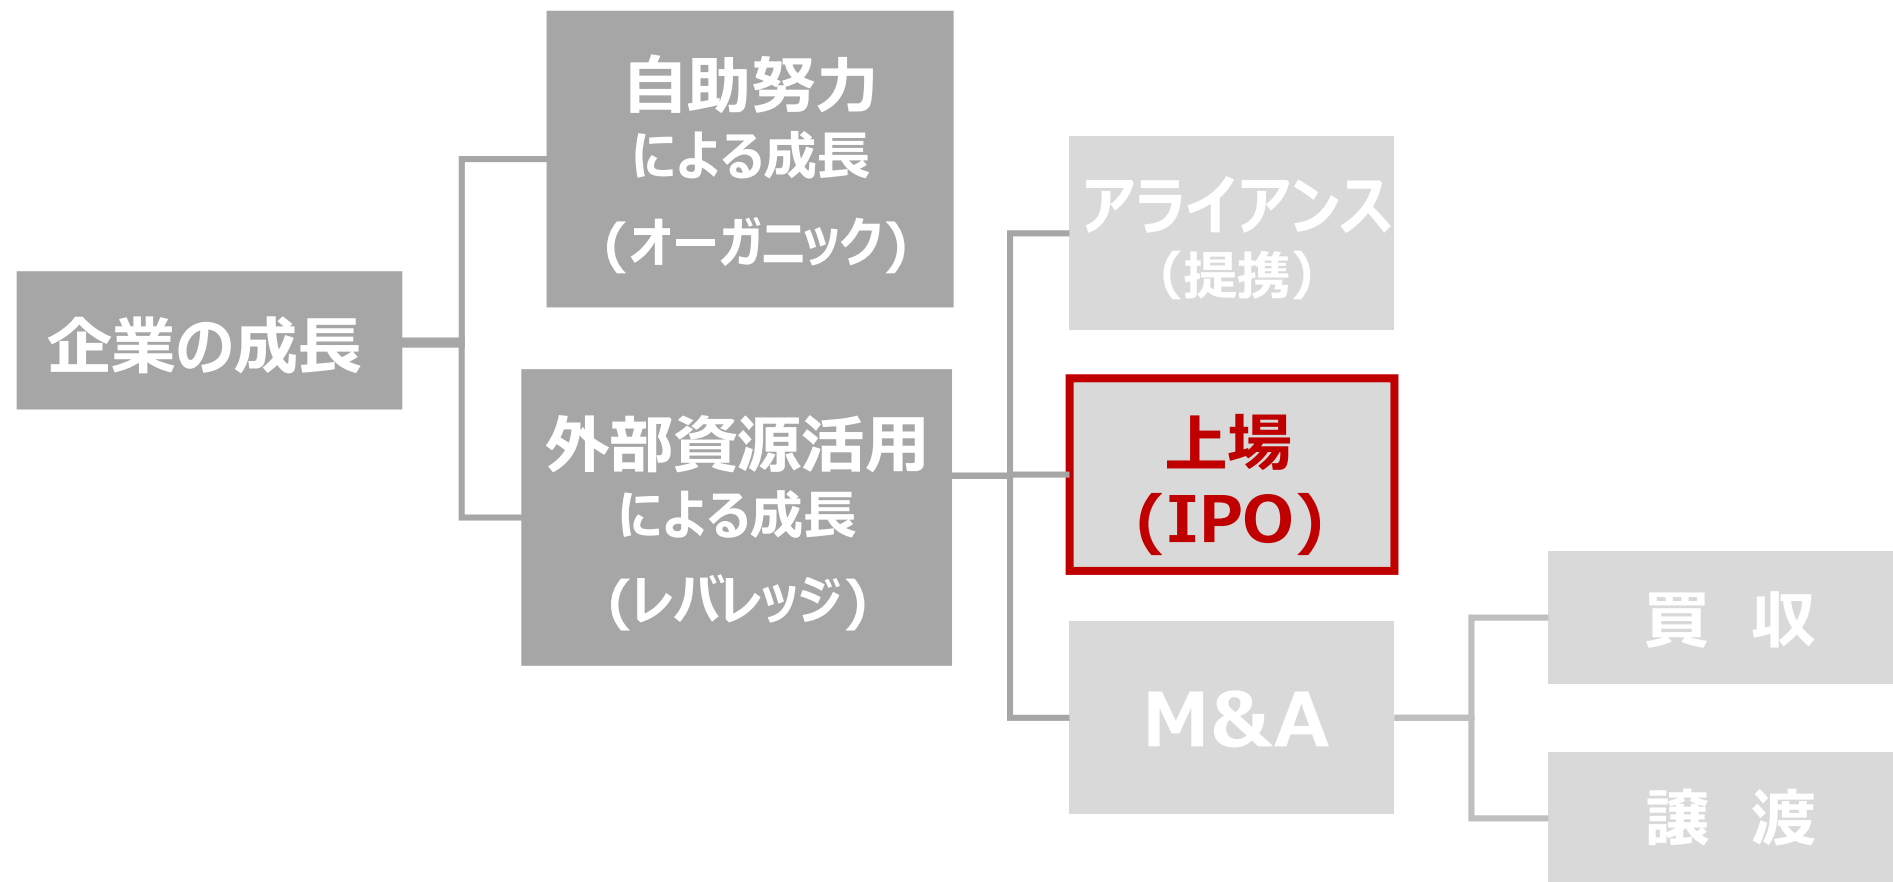 企業の成長
自助努力
による成長
(オーガニック)
外部資源活用
による成長
(レバレッジ)
アライアンス
（提携）
上場
(IPO)
M&A
買 収
譲 渡